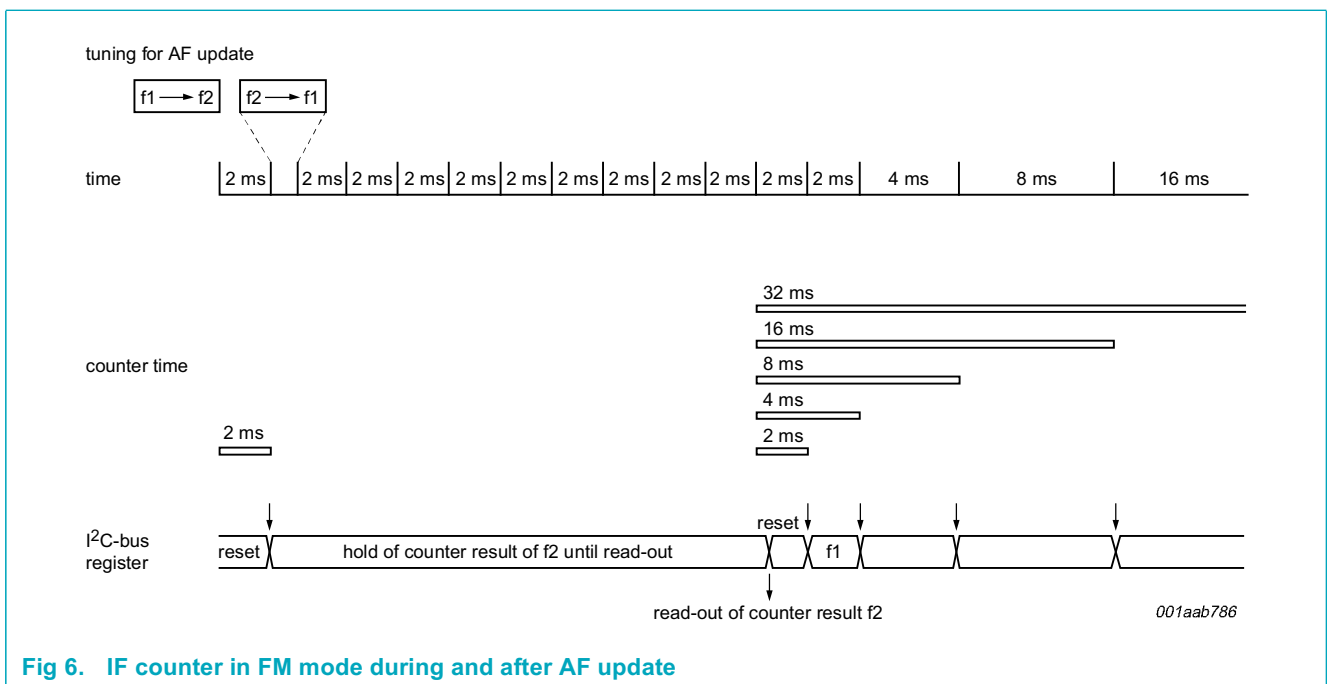 tuning for AF update
f1 → f2 f2 → f1
time 2 ms 2 ms 2 ms 2 ms 2 ms 2 ms 2 ms 2 ms 2 ms 2 ms 2 ms 2 ms 4 ms 8 ms 16 ms
32 ms
16 ms
counter time
8 ms
4 ms
2 ms
2 ms
I2C-bus
register
reset hold of counter result of f2 until read-out reset f1
read-out of counter result f2
001aab786
Fig 6. IF counter in FM mode during and after AF update